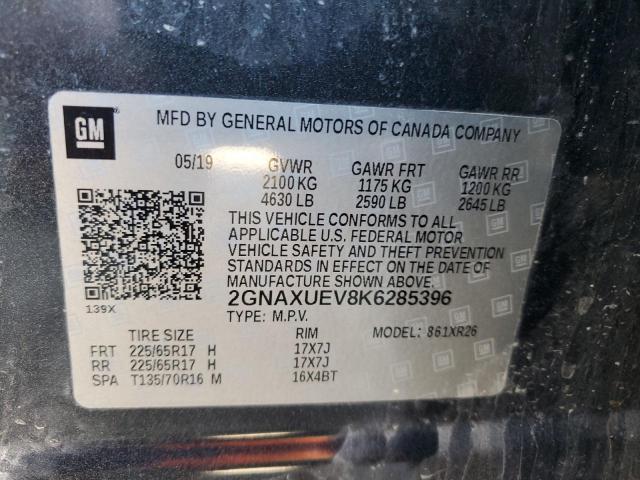 GM
MFD BY GENERAL MOTORS OF CANADA COMPANY
05/19 GVWR GAWR FRT GAWR RR
2100 KG 1175 KG 1200 KG
4630 LB 2590 LB 2645 LB
THIS VEHICLE CONFORMS TO ALL
APPLICABLE U.S. FEDERAL MOTOR
VEHICLE SAFETY AND THEFT PREVENTION
STANDARDS IN EFFECT ON THE DATE OF
MANUFACTURE SHOWN ABOVE.
2GNAXUEV8K6285396
139X
TYPE: M.P.V. MODEL: 861XR26
TIRE SIZE RIM
FRT 225/65R17 H 17X7J
RR 225/65R17 H 17X7J
SPA T135/70R16 M 16X4BT